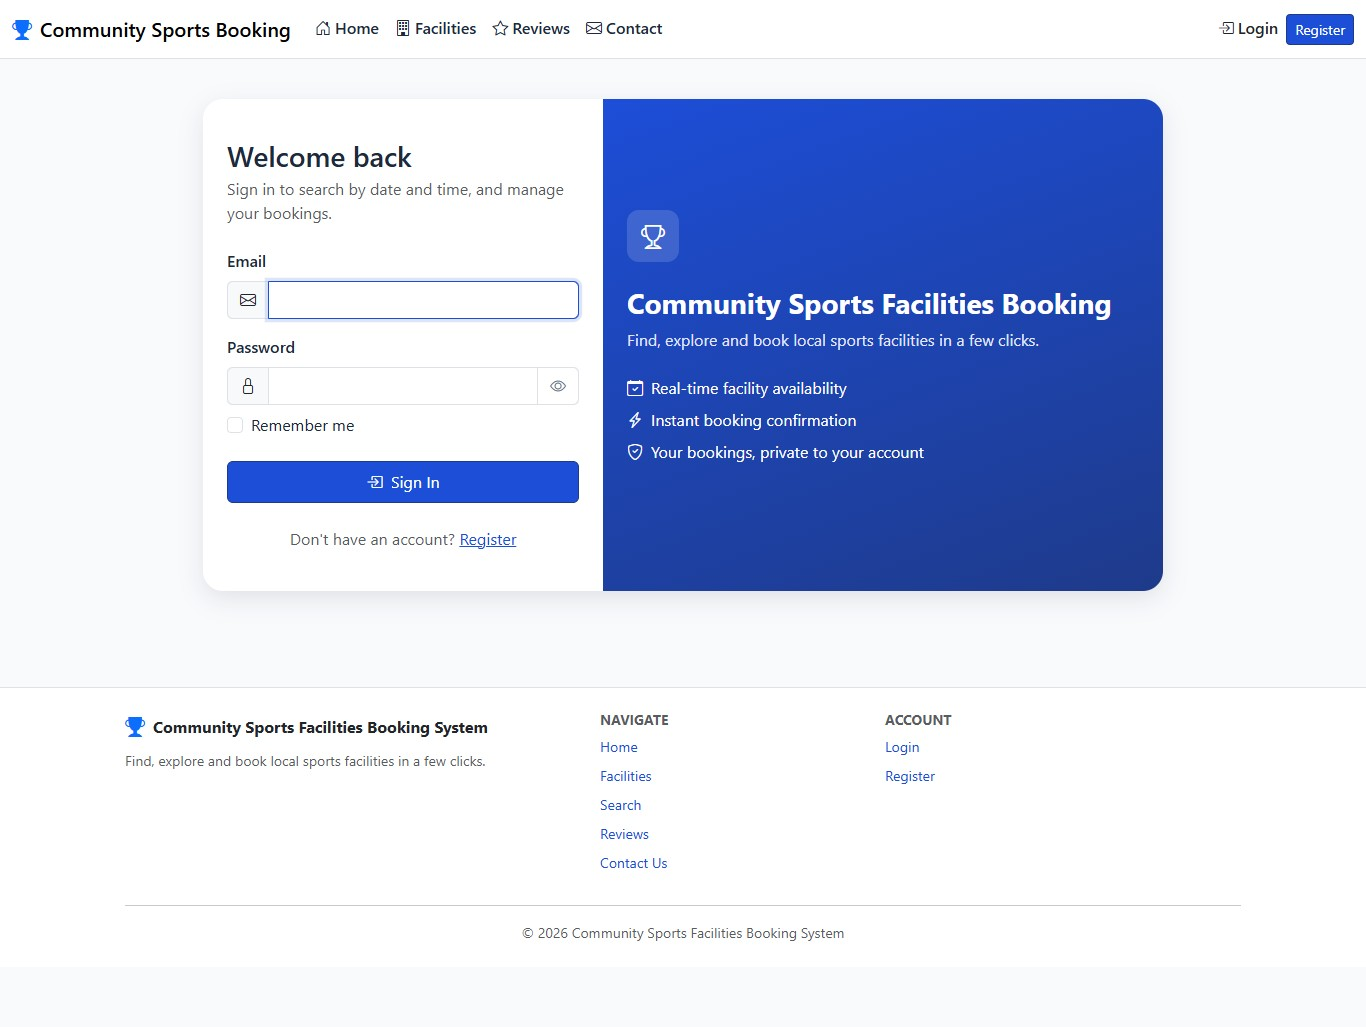 Community Sports Booking
Home
Facilities
Reviews
Contact
Login
Register
Welcome back
Sign in to search by date and time, and manage
your bookings.
Email
Password
Remember me
Sign In
Don't have an account? Register
Community Sports Facilities Booking
Find, explore and book local sports facilities in a few clicks.
Real-time facility availability
Instant booking confirmation
Your bookings, private to your account
Community Sports Facilities Booking System
Find, explore and book local sports facilities in a few clicks.
NAVIGATE
Home
Facilities
Search
Reviews
Contact Us
ACCOUNT
Login
Register
© 2026 Community Sports Facilities Booking System